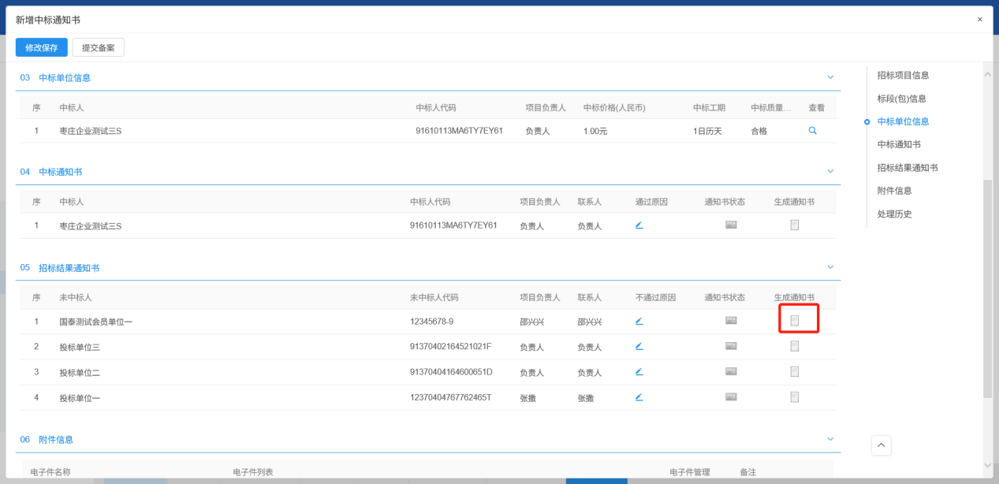 新增中标通知书 ×
修改保存 提交备案
03 中标单位信息
序 中标人 中标人代码 项目负责人 中标价格(人民币) 中标工期 中标质量... 查看
1 枣庄企业测试三S 91610113MA6TY7EY61 负责人 1.00元 1日历天 合格
04 中标通知书
序 中标人 中标人代码 项目负责人 联系人 通过原因 通知书状态 生成通知书
1 枣庄企业测试三S 91610113MA6TY7EY61 负责人 负责人
05 招标结果通知书
序 未中标人 未中标人代码 项目负责人 联系人 不通过原因 通知书状态 生成通知书
1 国泰测试会员单位一 12345678-9 邵兴兴 邵兴兴
2 投标单位三 91370402164521021F 负责人 负责人
3 投标单位二 91370404164600651D 负责人 负责人
4 投标单位一 12370404767762465T 张撒 张撒
06 附件信息
电子件名称 电子件列表 电子件管理 备注
招标项目信息
标段(包)信息
中标单位信息
中标通知书
招标结果通知书
附件信息
处理历史